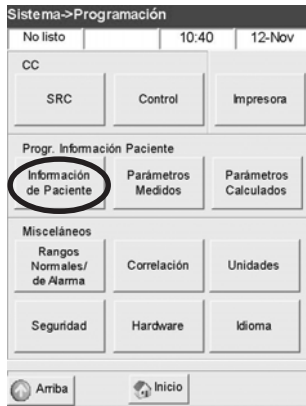 Sistema->Programación
No listo 10:40 12-Nov
CC
SRC Control Impresora
Progr. Información Paciente
Información de Paciente
Parámetros Medidos
Parámetros Calculados
Misceláneos
Rangos Normales/ de Alarma
Correlación
Unidades
Seguridad Hardware Idioma
Arriba Inicio